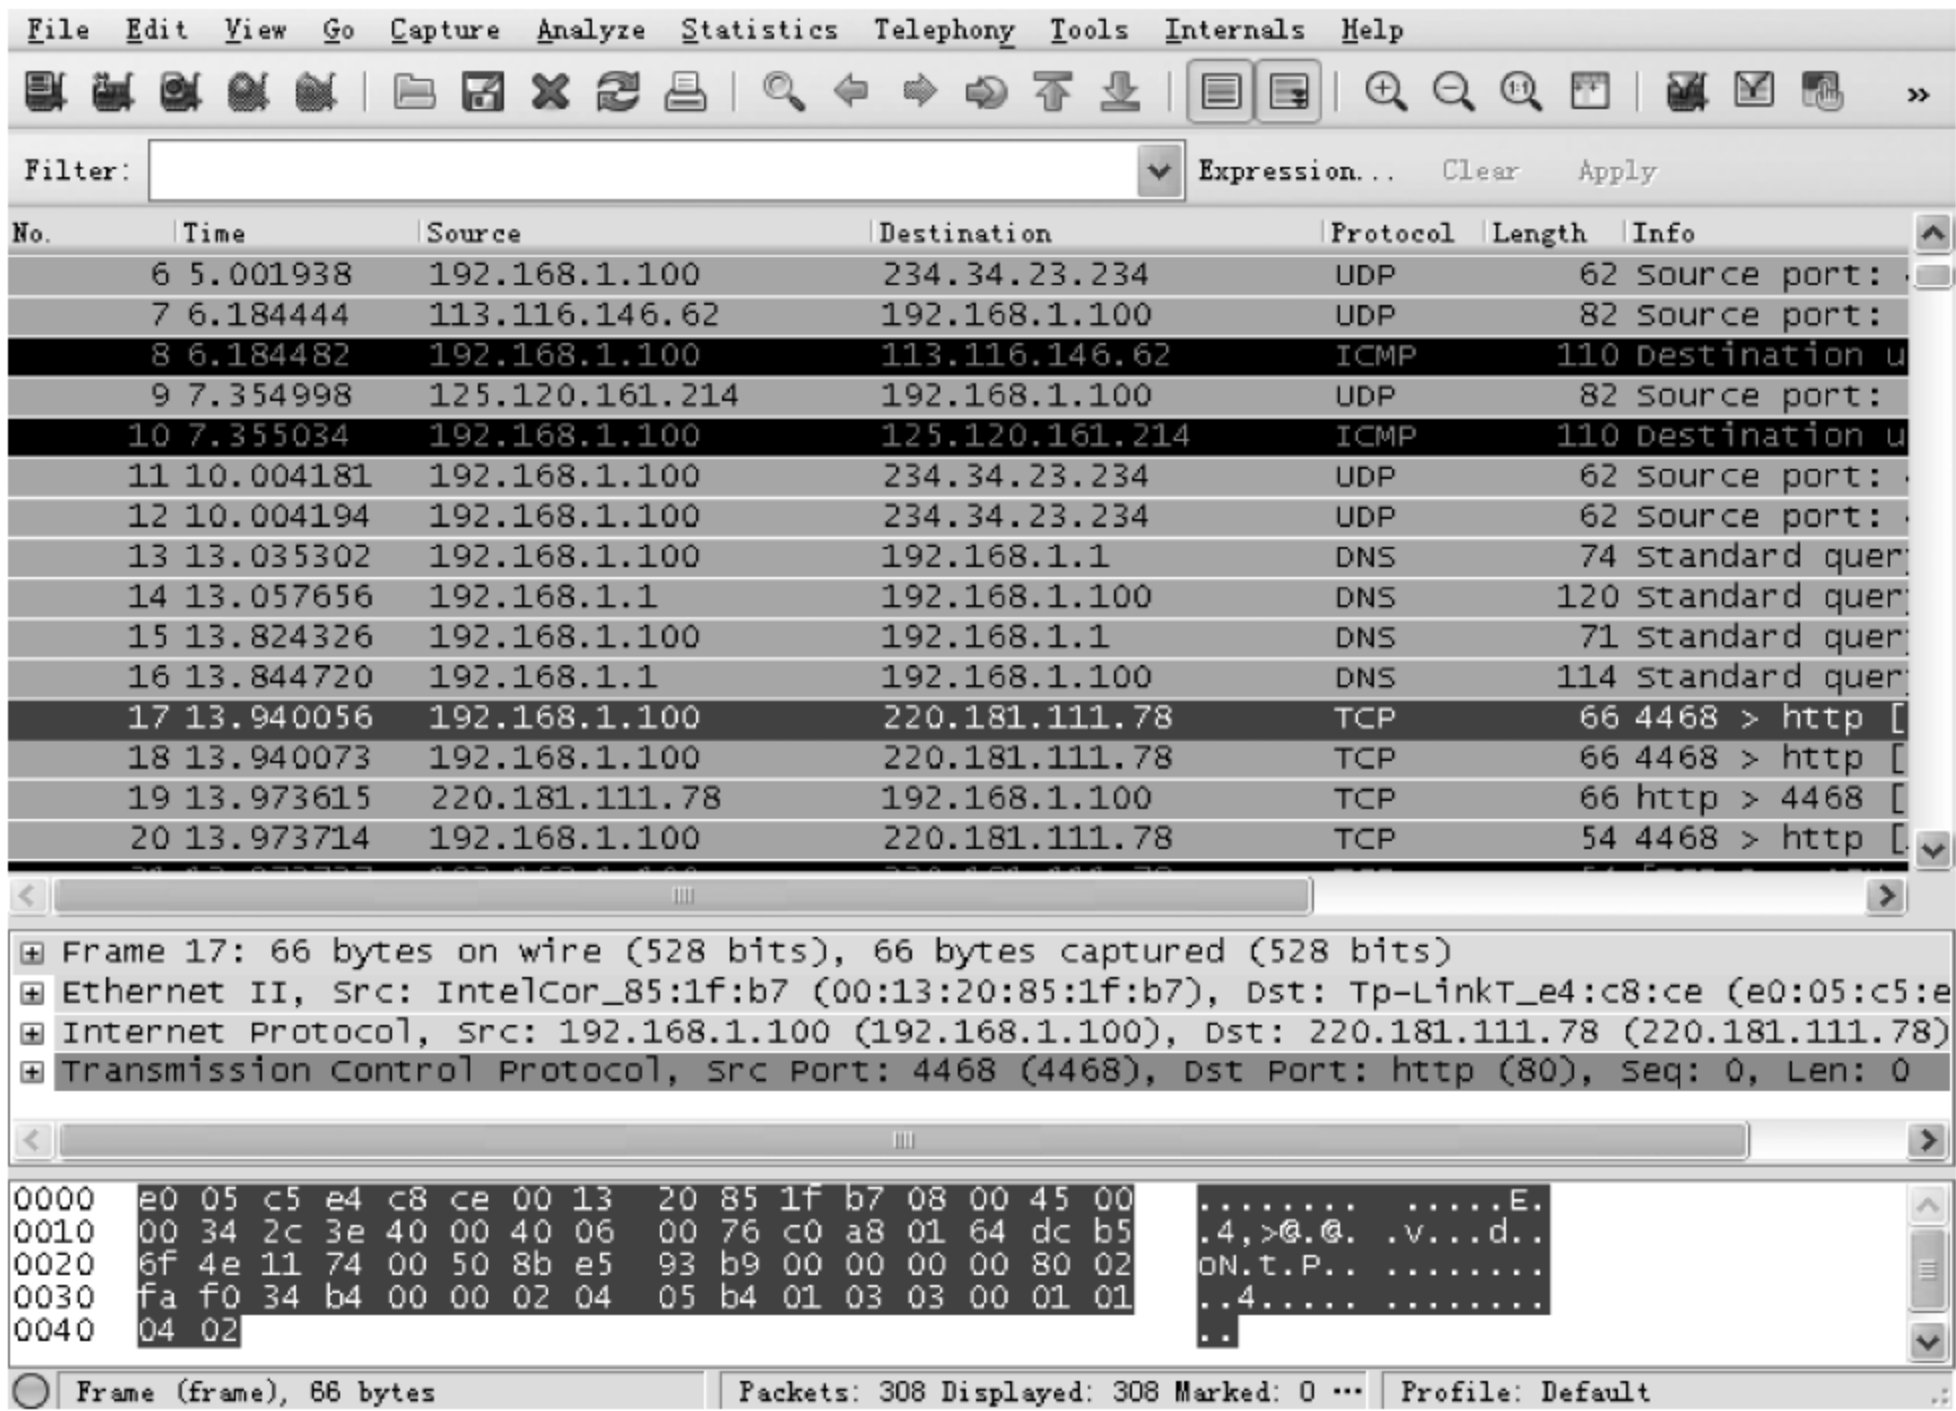 File Edit View Go Capture Analyze Statistics Telephony Tools Internals Help
1:1
Filter: Expression... Clear Apply
No. Time Source Destination Protocol Length Info
6 5.001938 192.168.1.100 234.34.23.234 UDP 62 Source port:
7 6.184444 113.116.146.62 192.168.1.100 UDP 82 Source port:
8 6.184482 192.168.1.100 113.116.146.62 ICMP 110 Destination u
9 7.354998 125.120.161.214 192.168.1.100 UDP 82 Source port:
10 7.355034 192.168.1.100 125.120.161.214 ICMP 110 Destination u
11 10.004181 192.168.1.100 234.34.23.234 UDP 62 Source port:
12 10.004194 192.168.1.100 234.34.23.234 UDP 62 Source port:
13 13.035302 192.168.1.100 192.168.1.1 DNS 74 Standard quer
14 13.057656 192.168.1.1 192.168.1.100 DNS 120 Standard quer
15 13.824326 192.168.1.100 192.168.1.1 DNS 71 Standard quer
16 13.844720 192.168.1.1 192.168.1.100 DNS 114 Standard quer
17 13.940056 192.168.1.100 220.181.111.78 TCP 66 4468 > http [
18 13.940073 192.168.1.100 220.181.111.78 TCP 66 4468 > http [
19 13.973615 220.181.111.78 192.168.1.100 TCP 66 http > 4468 [
20 13.973714 192.168.1.100 220.181.111.78 TCP 54 4468 > http [
Frame 17: 66 bytes on wire (528 bits), 66 bytes captured (528 bits)
Ethernet II, Src: IntelCor_85:1f:b7 (00:13:20:85:1f:b7), Dst: Tp-LinkT_e4:c8:ce (e0:05:c5:e
Internet Protocol, Src: 192.168.1.100 (192.168.1.100), Dst: 220.181.111.78 (220.181.111.78)
Transmission Control Protocol, Src Port: 4468 (4468), Dst Port: http (80), Seq: 0, Len: 0
0000 e0 05 c5 e4 c8 ce 00 13 20 85 1f b7 08 00 45 00 ........ .....E.
0010 00 34 2c 3e 40 00 40 06 00 76 c0 a8 01 64 dc b5 .4,>@.@. .v...d..
0020 6f 4e 11 74 00 50 8b e5 93 b9 00 00 00 00 80 02 oN.t.P.. ........
0030 fa f0 34 b4 00 00 02 04 05 b4 01 03 03 00 01 01 ..4..... ........
0040 04 02 ..
Frame (frame), 66 bytes Packets: 308 Displayed: 308 Marked: 0 ... Profile: Default